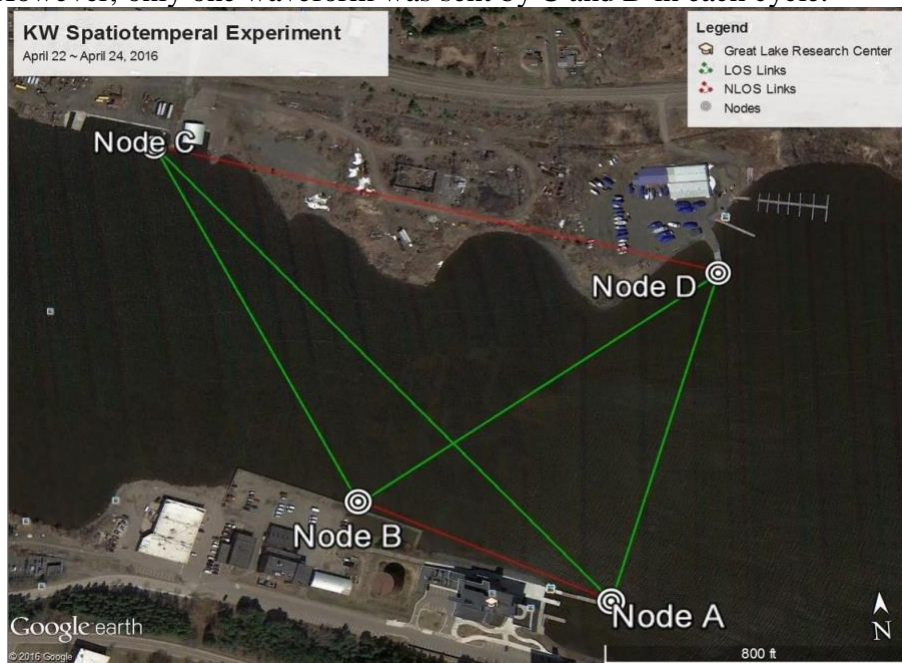 However, only one waveform was sent by C and D in each cycle.
KW Spatiotemperal Experiment
April 22 ~ April 24, 2016
Legend
Great Lake Research Center
LOS Links
NLOS Links
Nodes
Node C
Node D
Node B
Node A
Google earth
© 2016 Google
800 ft
N